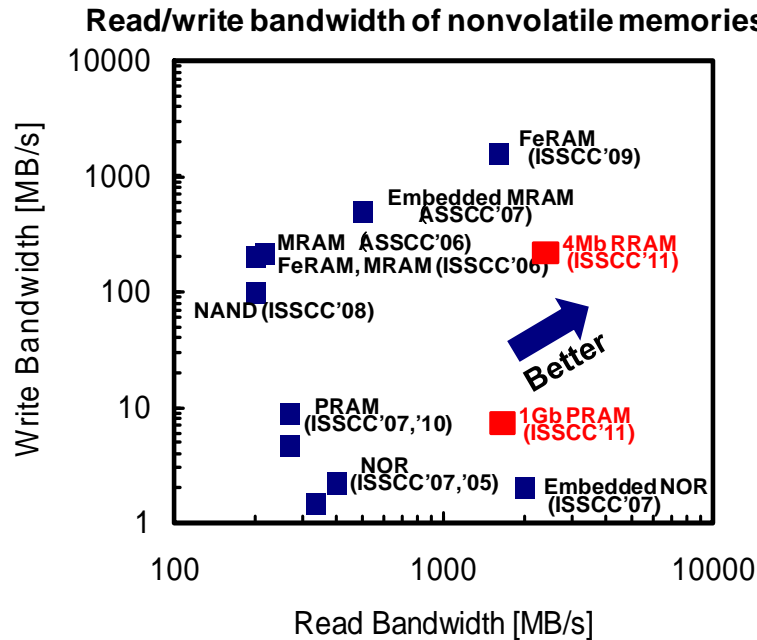 Read/write bandwidth of nonvolatile memories
10000
1000
100
10
1
Write Bandwidth [MB/s]
FeRAM
(ISSCC'09)
Embedded MRAM
(ASSCC'07)
MRAM (ASSCC'06)
FeRAM, MRAM (ISSCC'06)
NAND (ISSCC'08)
4Mb RRAM
(ISSCC'11)
Better
PRAM
(ISSCC'07,'10)
1Gb PRAM
(ISSCC'11)
NOR
(ISSCC'07,'05)
Embedded NOR
(ISSCC'07)
100
1000
10000
Read Bandwidth [MB/s]